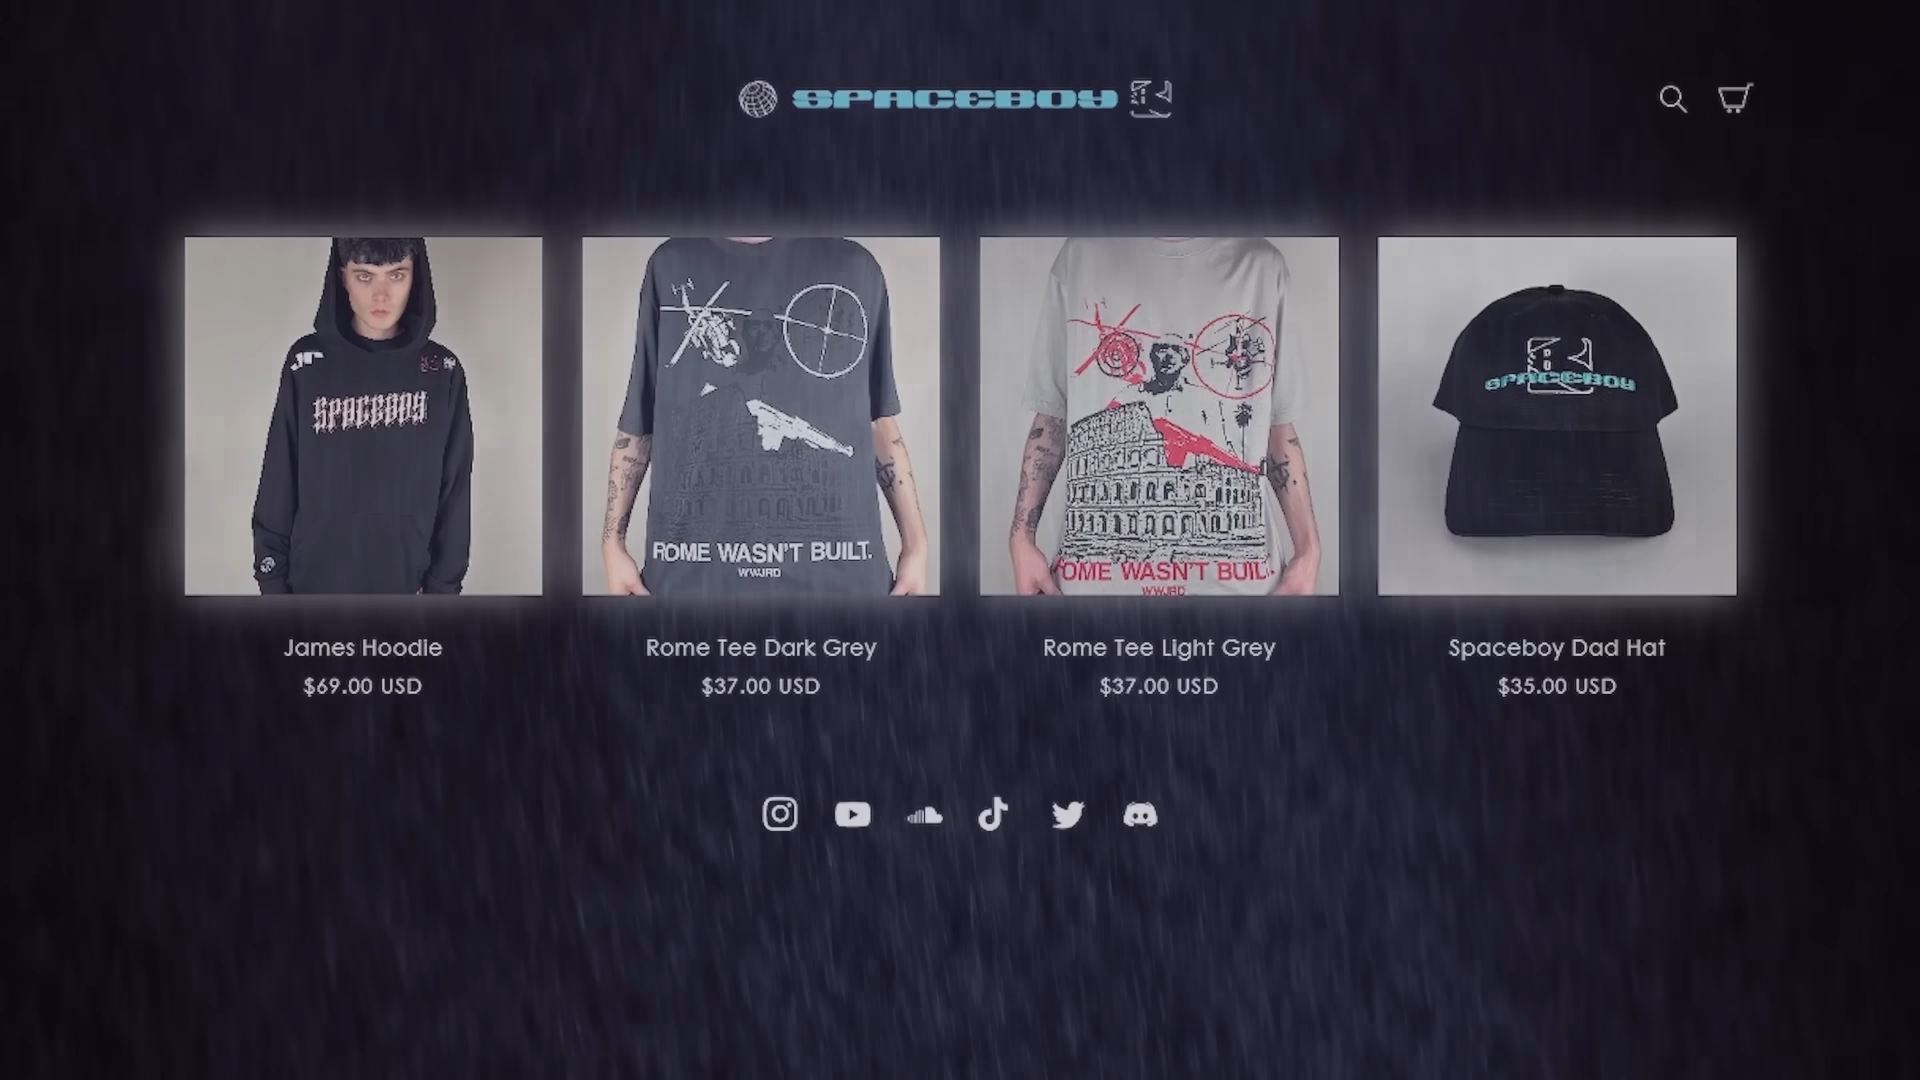 SPACEBOY
SPACEBOY
ROME WASN'T BUILT.
WWJRD
OME WASN'T BUIL
WWJRD
SPACEBOY
James Hoodie
Rome Tee Dark Grey
Rome Tee Light Grey
Spaceboy Dad Hat
$69.00 USD
$37.00 USD
$37.00 USD
$35.00 USD